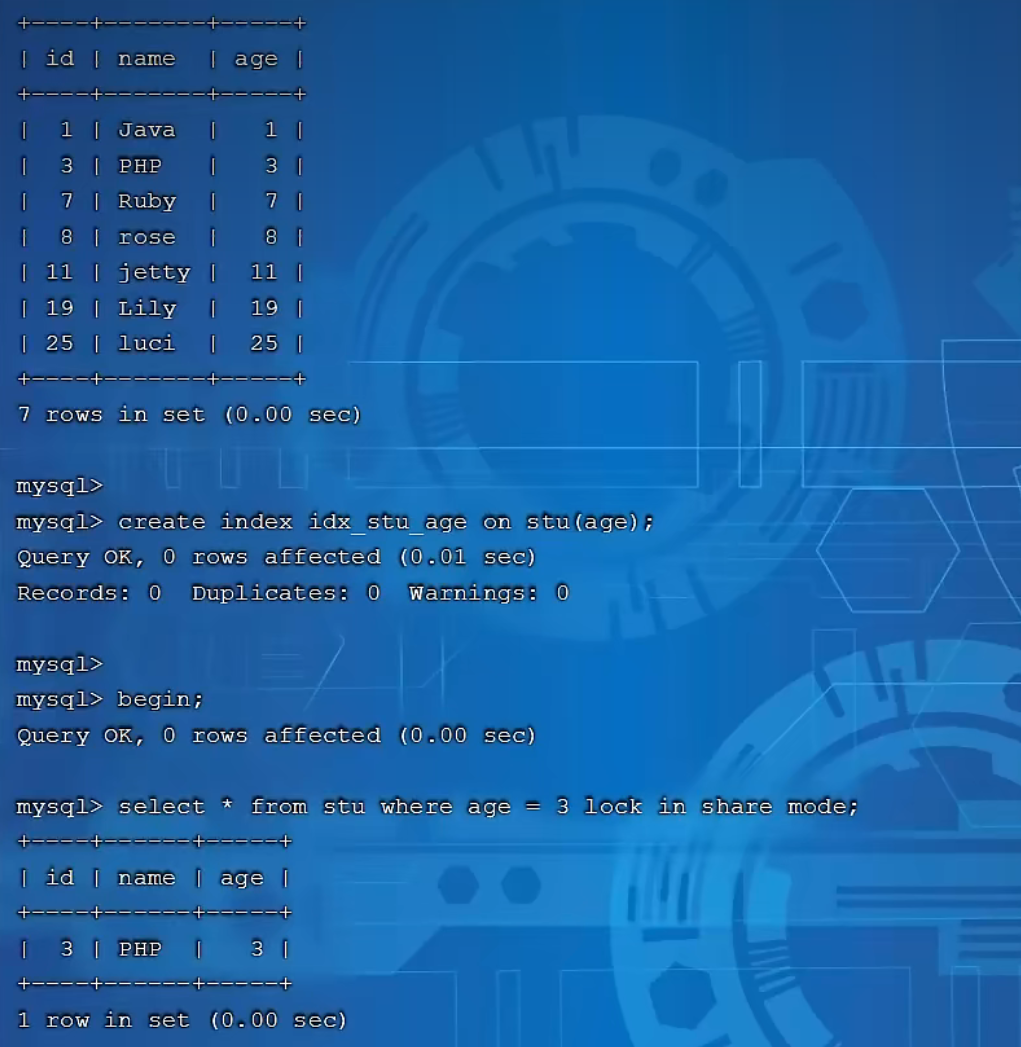 +----+-------+-----+
| id | name  | age |
+----+-------+-----+
|  1 | Java  |   1 |
|  3 | PHP   |   3 |
|  7 | Ruby  |   7 |
|  8 | rose  |   8 |
| 11 | jetty |  11 |
| 19 | Lily  |  19 |
| 25 | luci  |  25 |
+----+-------+-----+
7 rows in set (0.00 sec)
mysql>
mysql> create index idx_stu_age on stu(age);
Query OK, 0 rows affected (0.01 sec)
Records: 0  Duplicates: 0  Warnings: 0
mysql>
mysql> begin;
Query OK, 0 rows affected (0.00 sec)
mysql> select * from stu where age = 3 lock in share mode;
+----+------+-----+
| id | name | age |
+----+------+-----+
|  3 | PHP  |   3 |
+----+------+-----+
1 row in set (0.00 sec)